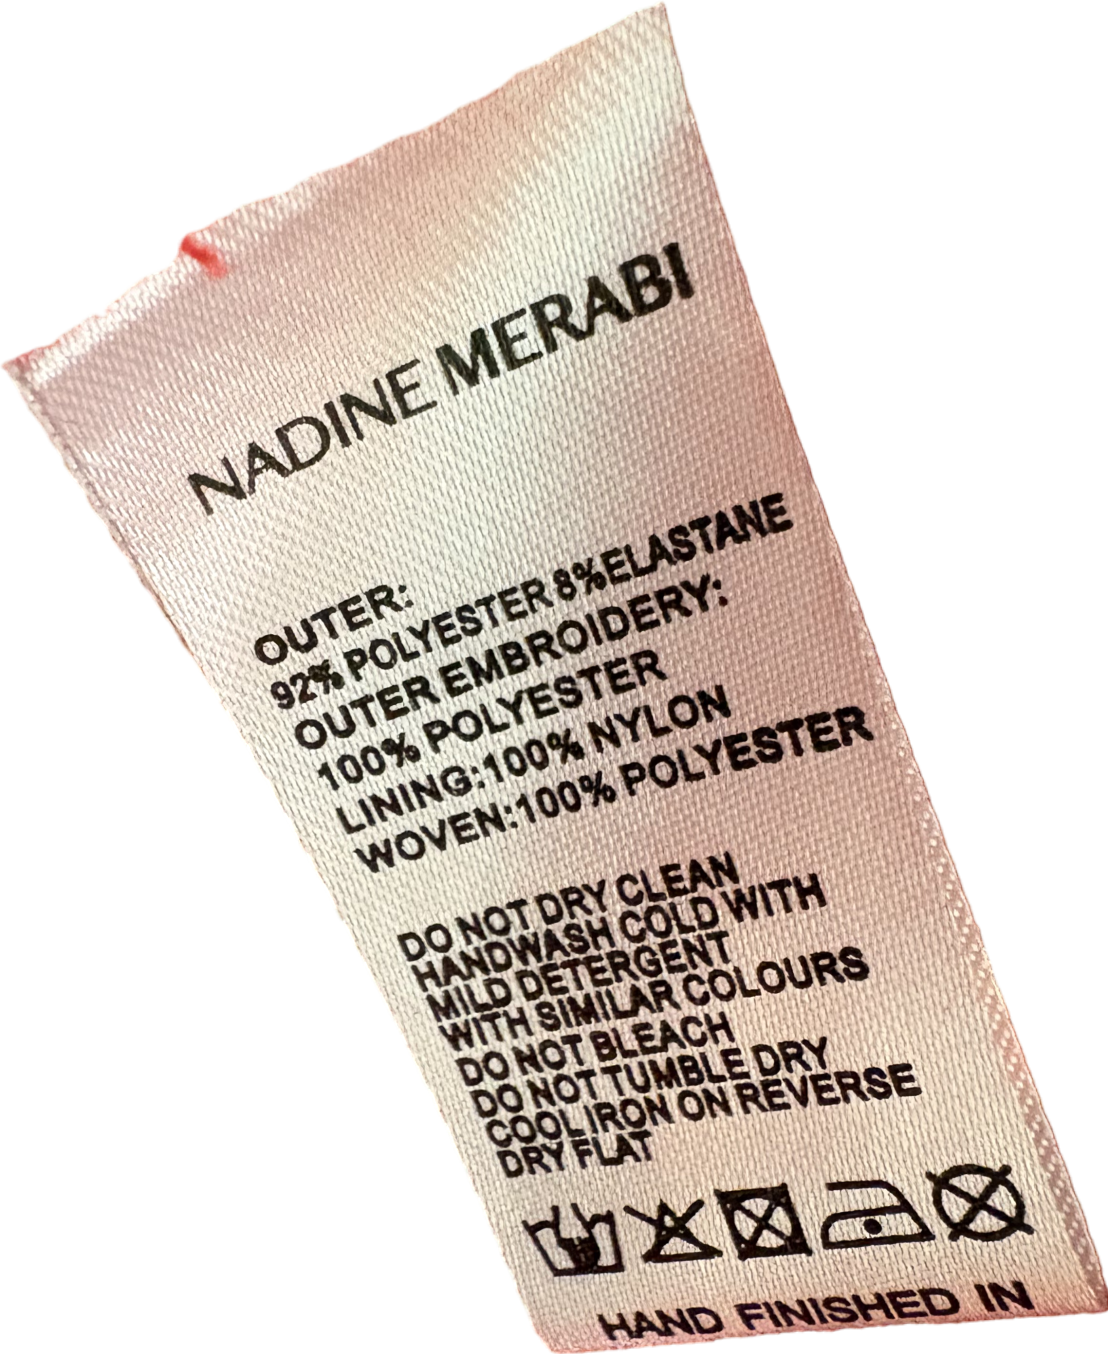 NADINE MERABI
OUTER:
92% POLYESTER 8%ELASTANE
OUTER EMBROIDERY:
100% POLYESTER
LINING:100% NYLON
WOVEN:100% POLYESTER
DO NOT DRY CLEAN
HANDWASH COLD WITH
MILD DETERGENT
WITH SIMILAR COLOURS
DO NOT BLEACH
DO NOT TUMBLE DRY
COOL IRON ON REVERSE
DRY FLAT
HAND FINISHED IN